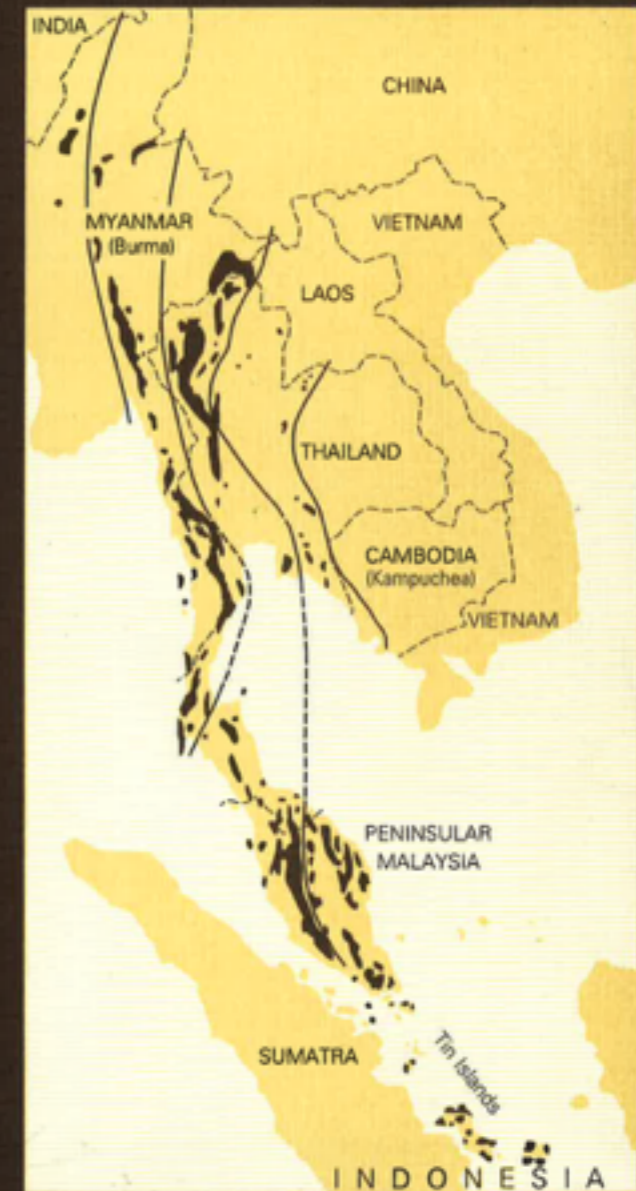 INDIA
CHINA
MYANMAR
(Burma)
VIETNAM
LAOS
THAILAND
CAMBODIA
(Kampuchea)
VIETNAM
PENINSULAR
MALAYSIA
SUMATRA
Tin Islands
INDONESIA